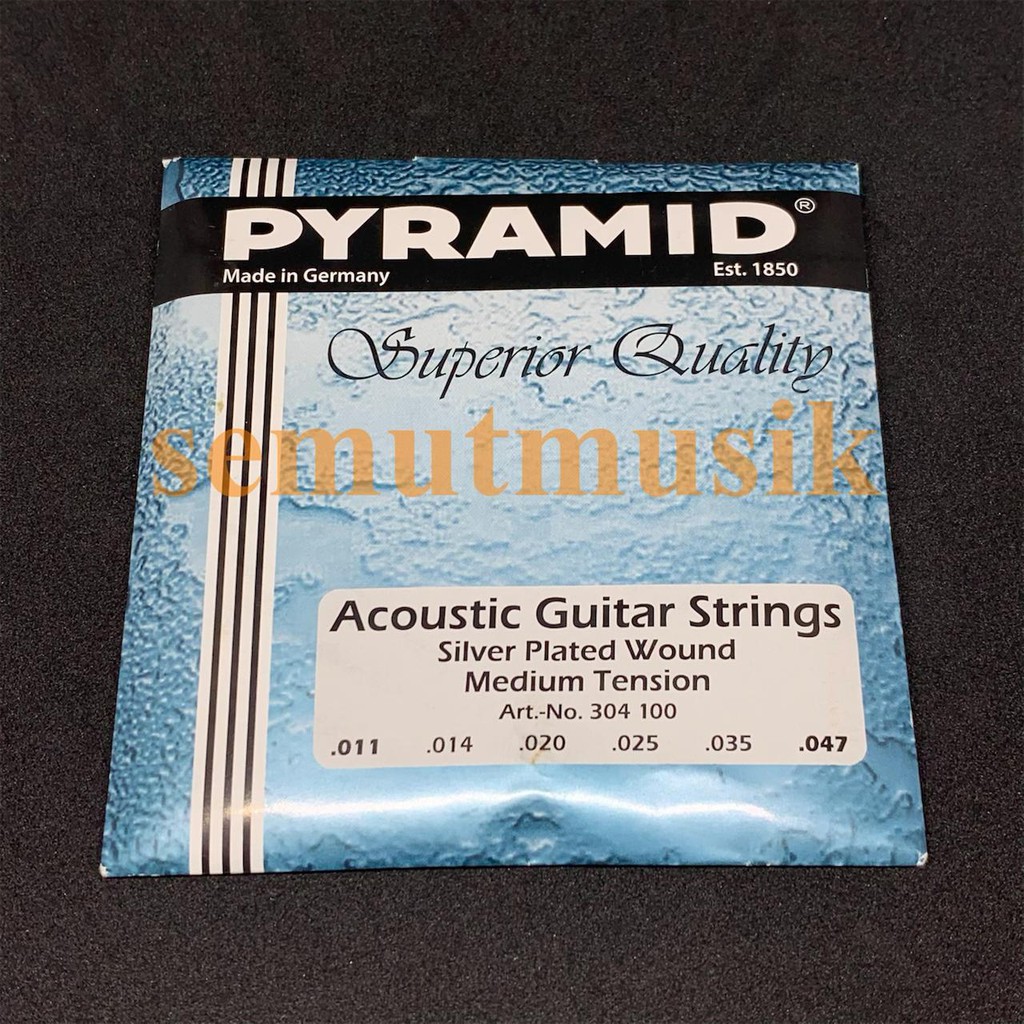 PYRAMID®
Made in Germany Est. 1850
Superior Quality
semutmusik
Acoustic Guitar Strings
Silver Plated Wound
Medium Tension
Art.-No. 304 100
.011 .014 .020 .025 .035 .047